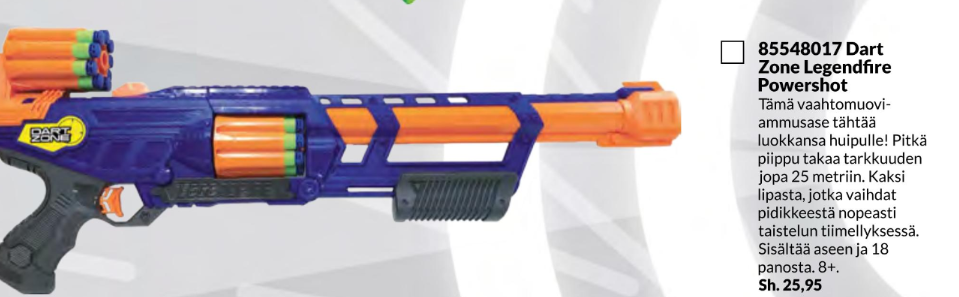 DART
ZONE
85548017 Dart
Zone Legendfire
Powershot
Tämä vaahtomuovi-
ammusase tähtää
luokkansa huipulle! Pitkä
piippu takaa tarkkuuden
jopa 25 metriin. Kaksi
lipasta, jotka vaihdat
pidikkeestä nopeasti
taistelun tiimellyksessä.
Sisältää aseen ja 18
panosta. 8+.
Sh. 25,95